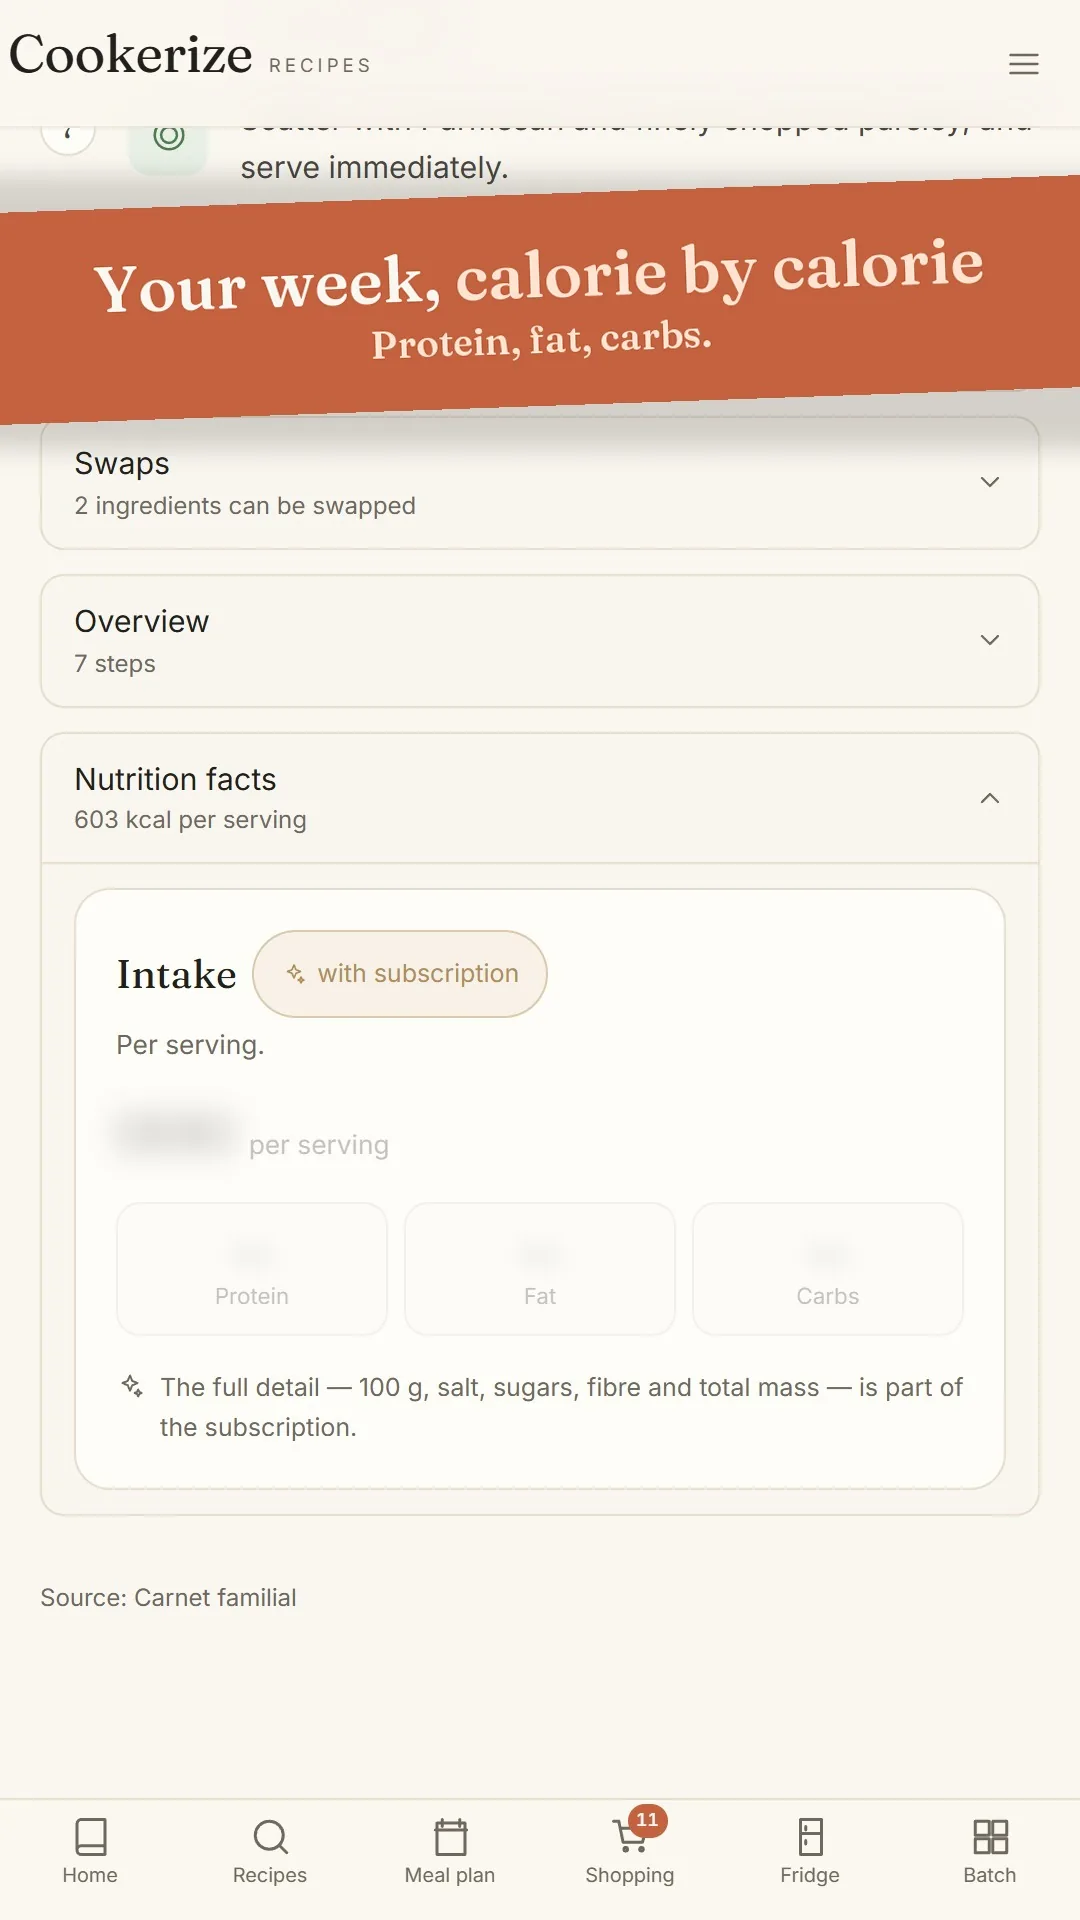 Cookerize RECIPES
serve immediately.
Your week, calorie by calorie
Protein, fat, carbs.
Swaps
2 ingredients can be swapped
Overview
7 steps
Nutrition facts
603 kcal per serving
Intake with subscription
Per serving.
per serving
Protein Fat Carbs
The full detail — 100 g, salt, sugars, fibre and total mass — is part of
the subscription.
Source: Carnet familial
11
Home Recipes Meal plan Shopping Fridge Batch